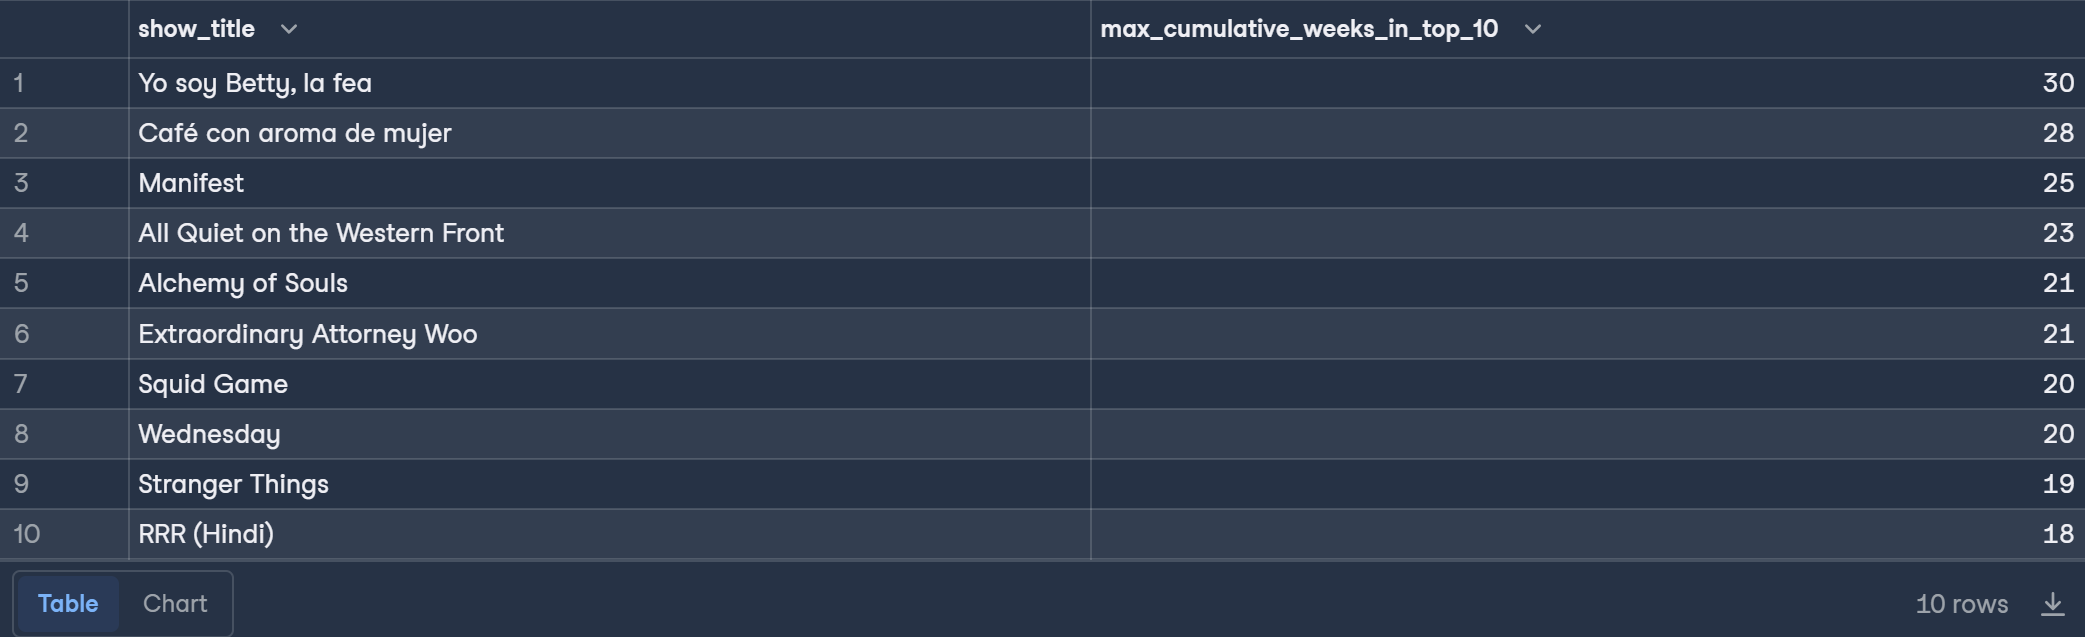 show_title max_cumulative_weeks_in_top_10
1 Yo soy Betty, la fea 30
2 Café con aroma de mujer 28
3 Manifest 25
4 All Quiet on the Western Front 23
5 Alchemy of Souls 21
6 Extraordinary Attorney Woo 21
7 Squid Game 20
8 Wednesday 20
9 Stranger Things 19
10 RRR (Hindi) 18
Table Chart 10 rows